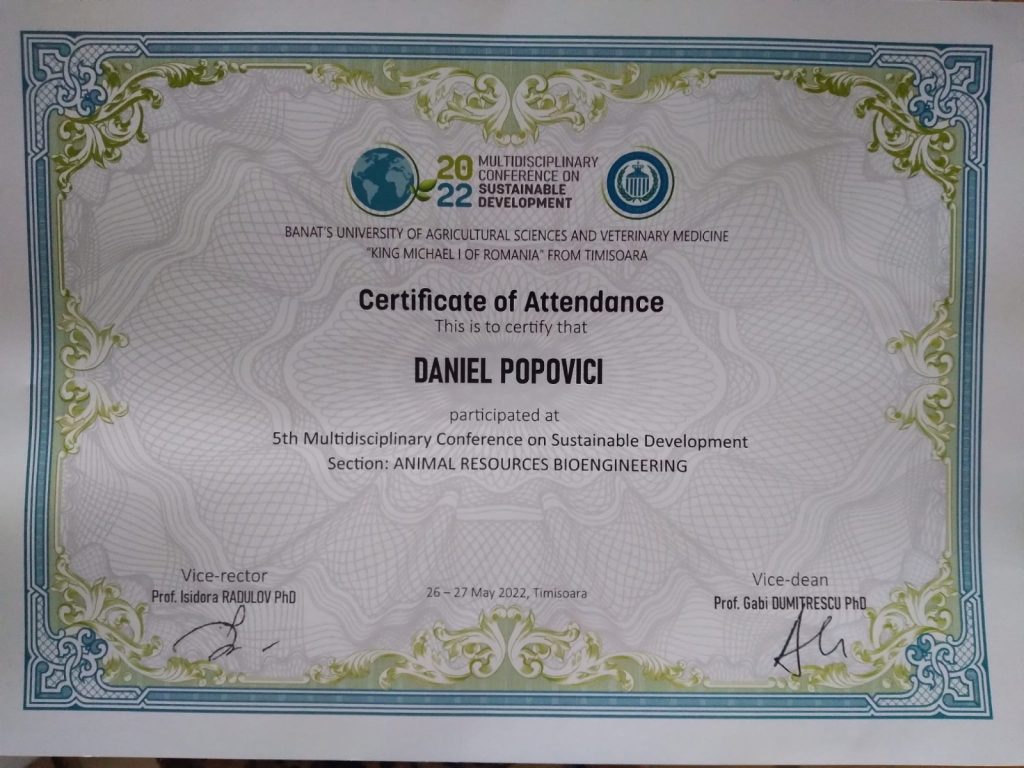 2022
MULTIDISCIPLINARY
CONFERENCE ON
SUSTAINABLE
DEVELOPMENT
BANAT'S UNIVERSITY OF AGRICULTURAL SCIENCES AND VETERINARY MEDICINE
"KING MICHAEL I OF ROMANIA" FROM TIMISOARA
Certificate of Attendance
This is to certify that
DANIEL POPOVICI
participated at
5th Multidisciplinary Conference on Sustainable Development
Section: ANIMAL RESOURCES BIOENGINEERING
Vice-rector
Prof. Isidora RADULOV PhD
26 – 27 May 2022, Timisoara
Vice-dean
Prof. Gabi DUMITRESCU PhD